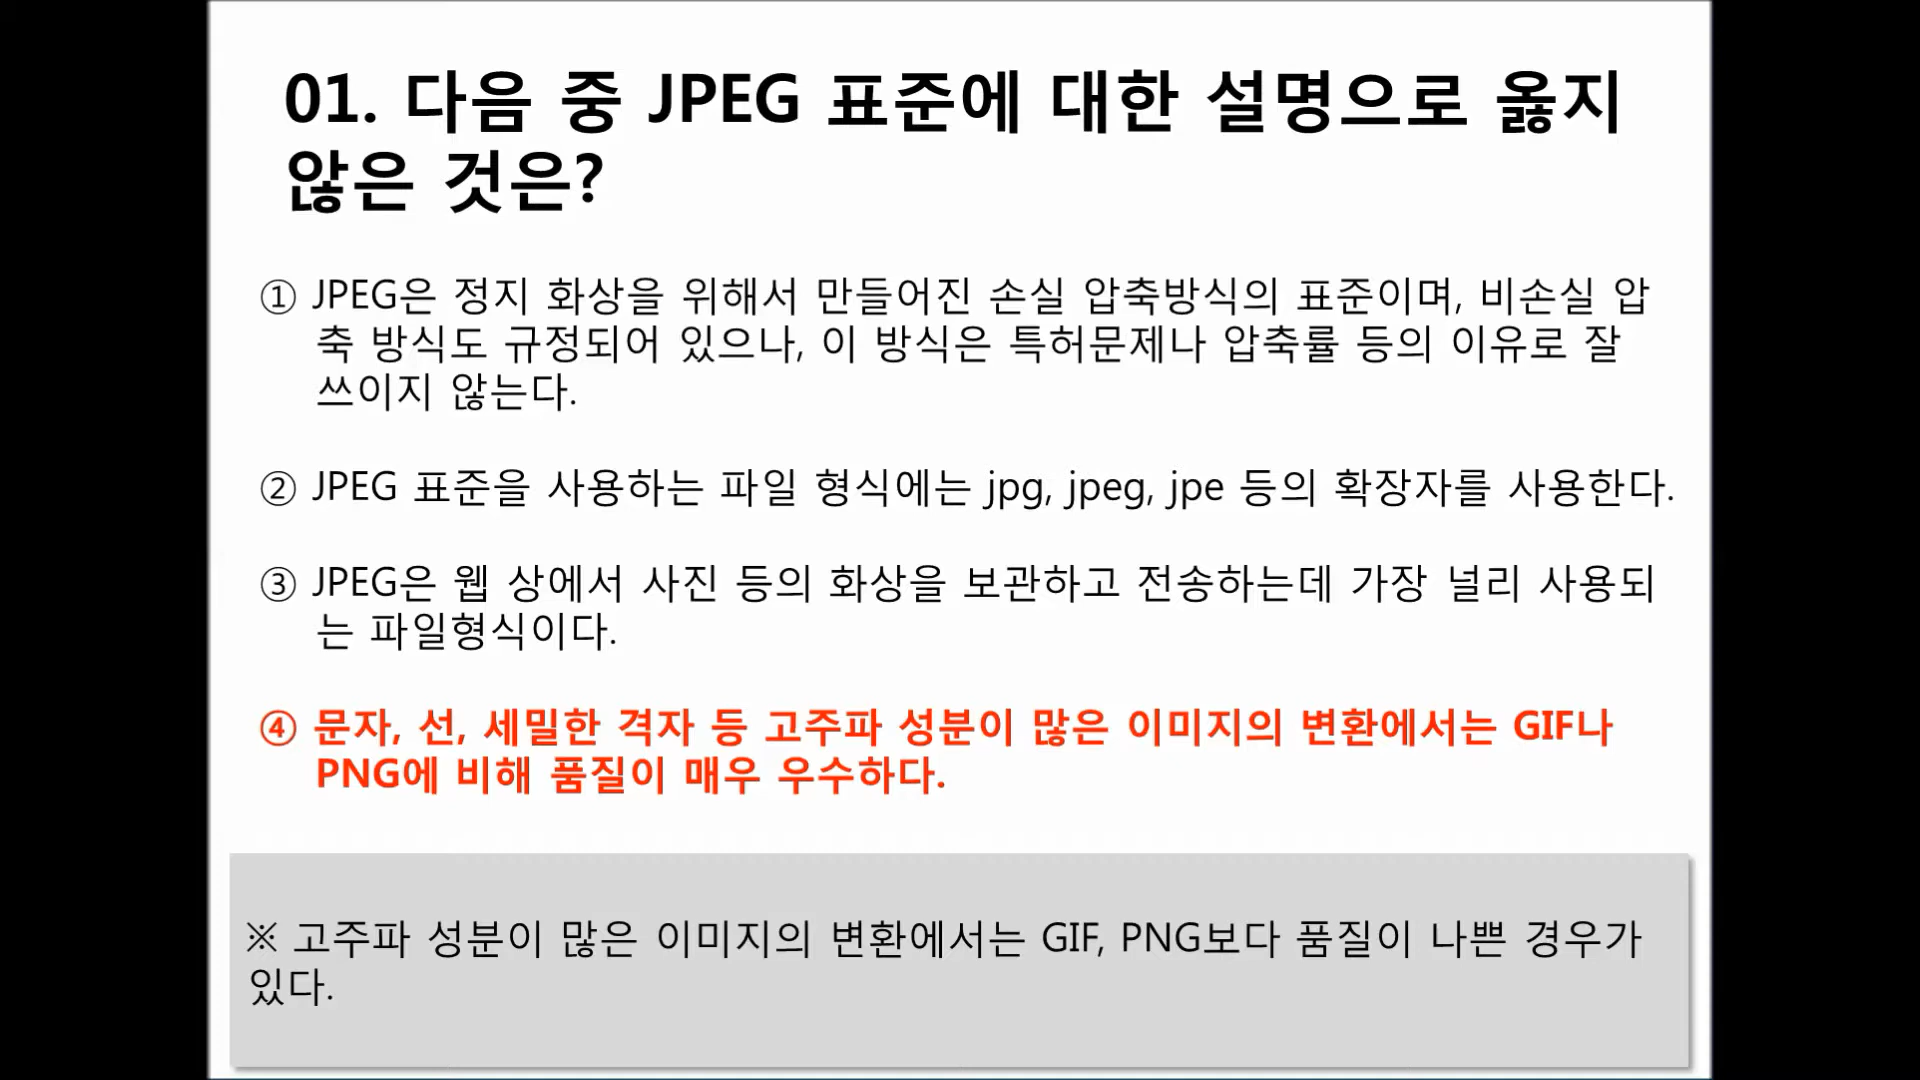 01. 다음 중 JPEG 표준에 대한 설명으로 옳지
않은 것은?
① JPEG은 정지 화상을 위해서 만들어진 손실 압축방식의 표준이며, 비손실 압
축 방식도 규정되어 있으나, 이 방식은 특허문제나 압축률 등의 이유로 잘
쓰이지 않는다.
② JPEG 표준을 사용하는 파일 형식에는 jpg, jpeg, jpe 등의 확장자를 사용한다.
③ JPEG은 웹 상에서 사진 등의 화상을 보관하고 전송하는데 가장 널리 사용되
는 파일형식이다.
④ 문자, 선, 세밀한 격자 등 고주파 성분이 많은 이미지의 변환에서는 GIF나
PNG에 비해 품질이 매우 우수하다.
※ 고주파 성분이 많은 이미지의 변환에서는 GIF, PNG보다 품질이 나쁜 경우가
있다.